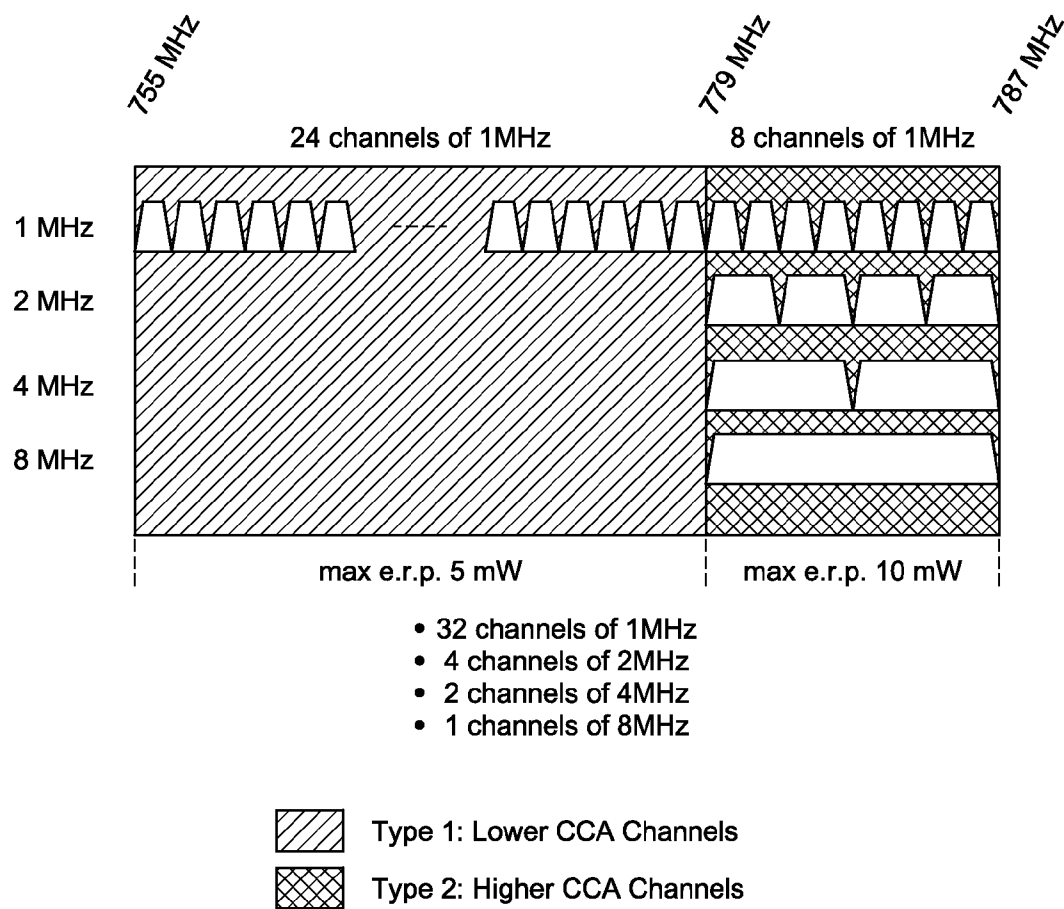 755 MHz
779 MHz
787 MHz
24 channels of 1MHz
8 channels of 1MHz
1 MHz
2 MHz
4 MHz
8 MHz
max e.r.p. 5 mW
max e.r.p. 10 mW
• 32 channels of 1MHz
• 4 channels of 2MHz
• 2 channels of 4MHz
• 1 channels of 8MHz
Type 1: Lower CCA Channels
Type 2: Higher CCA Channels